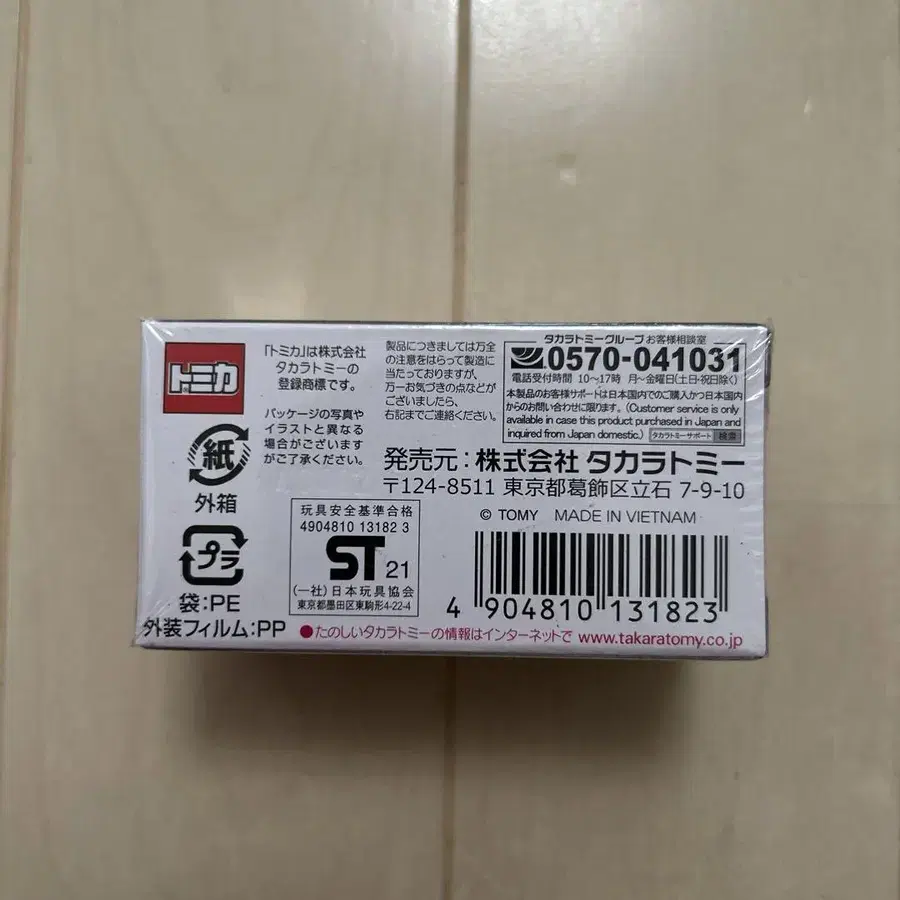 トミカ
「トミカ」は株式会社
タカラトミーの
登録商標です。
パッケージの写真や
イラストと異なる
場合がございます
がご了承ください。
製品につきましては万全
の注意をはらって製造に
当たっておりますが、
万一お気づきの点などが
ございましたら、
右記までご連絡ください。
タカラトミーグループ お客様相談室
0570-041031
電話受付時間 10〜17時 月〜金曜日(土日・祝日除く)
本製品のお客様サポートは日本国内でのご購入かつ日本国内
からのお問い合わせに限ります。(Customer service is only
available in case this product purchased in Japan and
inquired from Japan domestic.)
タカラトミーサポート 検索
紙
外箱
プラ
袋:PE
外装フィルム:PP
発売元:株式会社 タカラトミー
〒124-8511 東京都葛飾区立石 7-9-10
© TOMY MADE IN VIETNAM
玩具安全基準合格
4904810 13182 3
ST 21
(一社)日本玩具協会
東京都墨田区東駒形4-22-4
4 904810 131823
●たのしいタカラトミーの情報はインターネットで www.takaratomy.co.jp